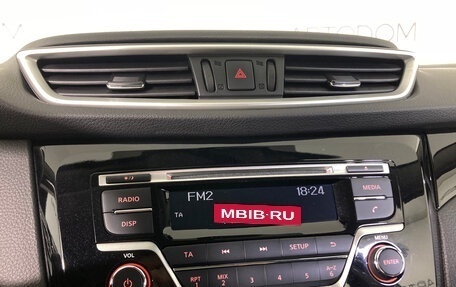 FM2 18:24
RADIO MEDIA
TA MBIB-RU
DISP
VOL TA SETUP MENU
RPT MIX 2 3 4 5 6 A-Z
ENTER